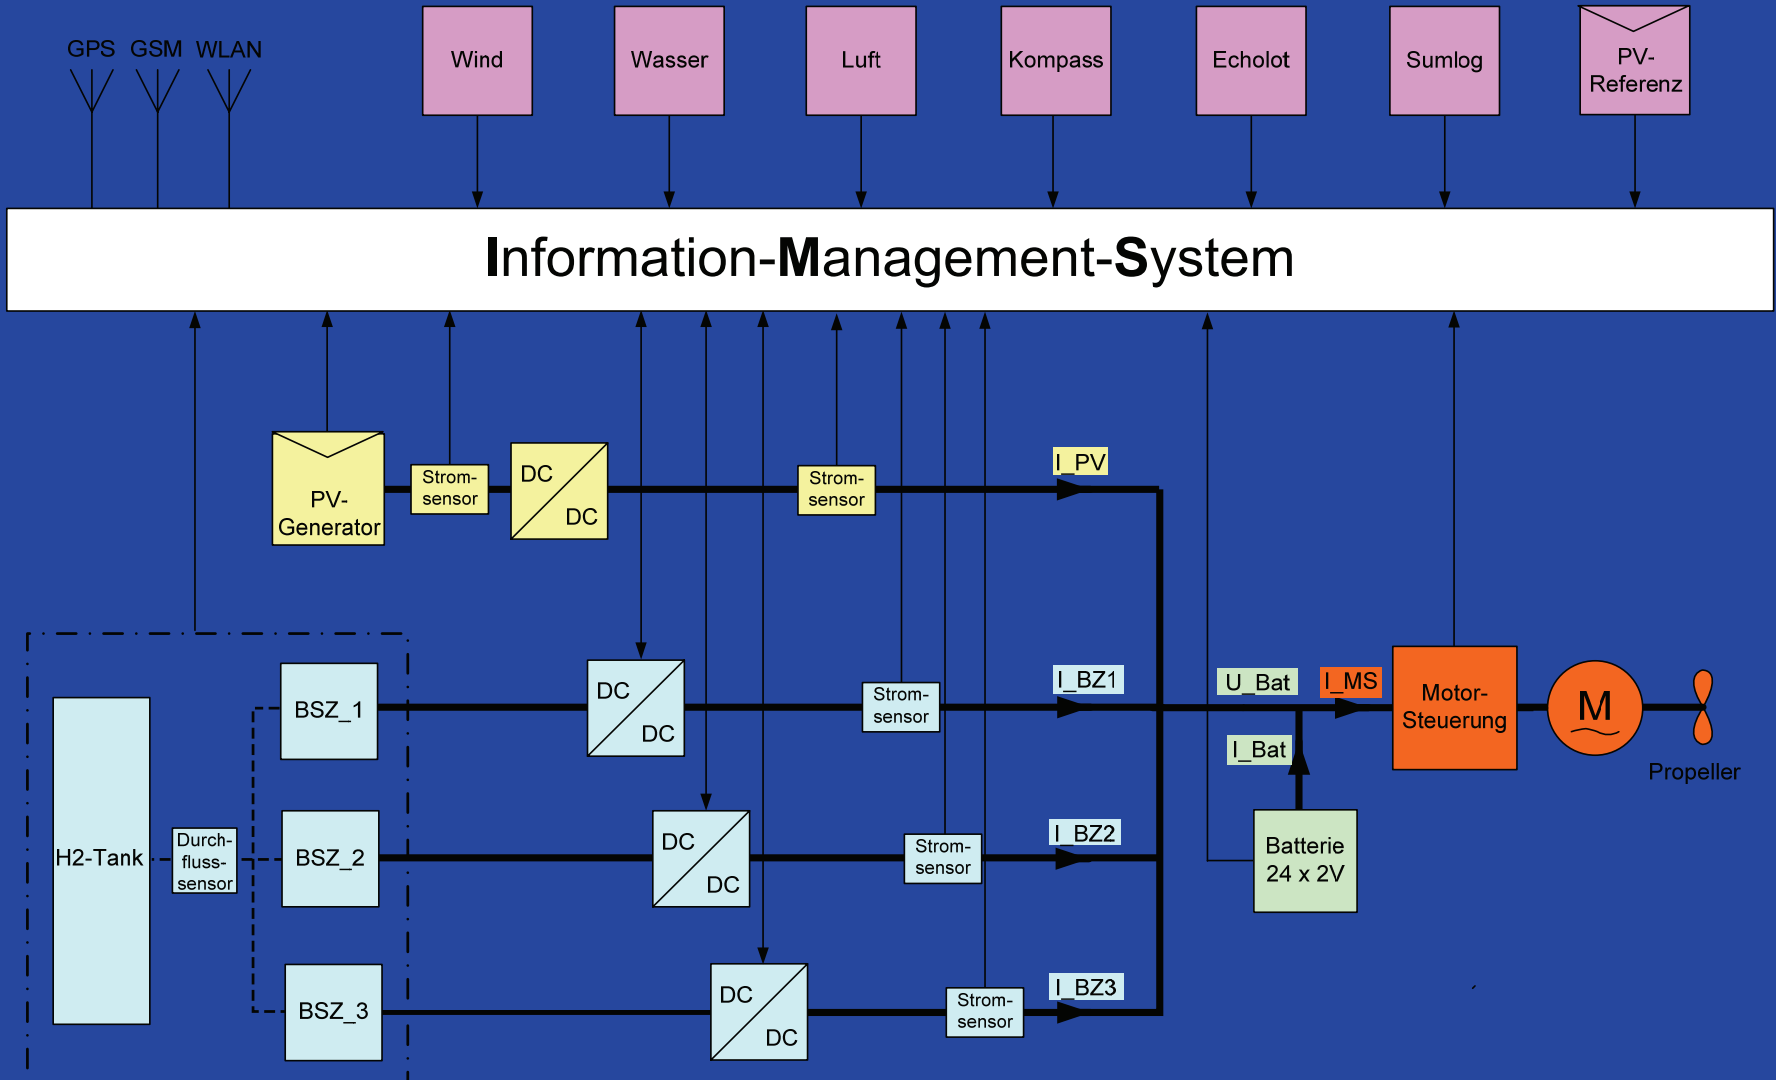 GPS GSM WLAN
Wind
Wasser
Luft
Kompass
Echolot
Sumlog
PV-
Referenz
Information-Management-System
PV-
Generator
Strom-
sensor
DC
DC
Strom-
sensor
I_PV
H2-Tank
Durch-
fluss-
sensor
BSZ_1
DC
DC
Strom-
sensor
I_BZ1
BSZ_2
DC
DC
Strom-
sensor
I_BZ2
BSZ_3
DC
DC
Strom-
sensor
I_BZ3
U_Bat
I_MS
I_Bat
Batterie
24 x 2V
Motor-
Steuerung
M
Propeller